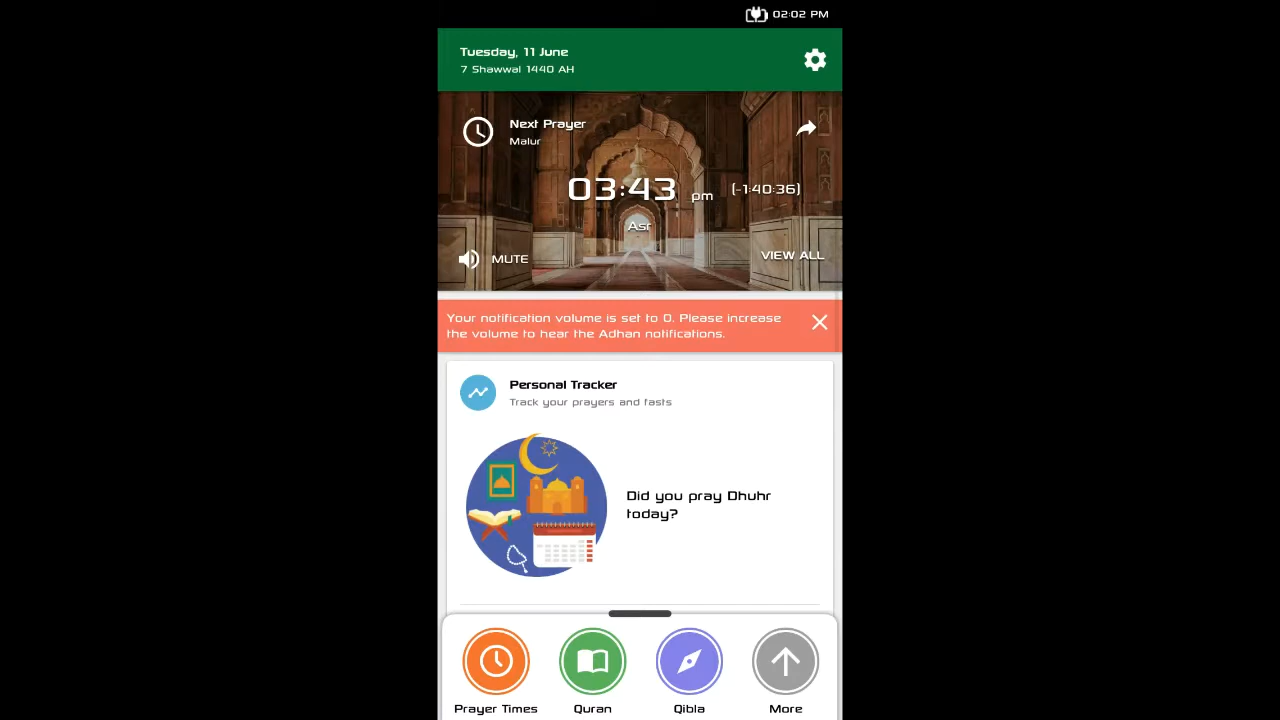 02:02 PM
Tuesday, 11 June
7 Shawwal 1440 AH
Next Prayer
Malur
03:43 pm (-1:40:36)
Asr
MUTE
VIEW ALL
Your notification volume is set to 0. Please increase
the volume to hear the Adhan notifications.
Personal Tracker
Track your prayers and fasts
Did you pray Dhuhr
today?
Prayer Times
Quran
Qibla
More